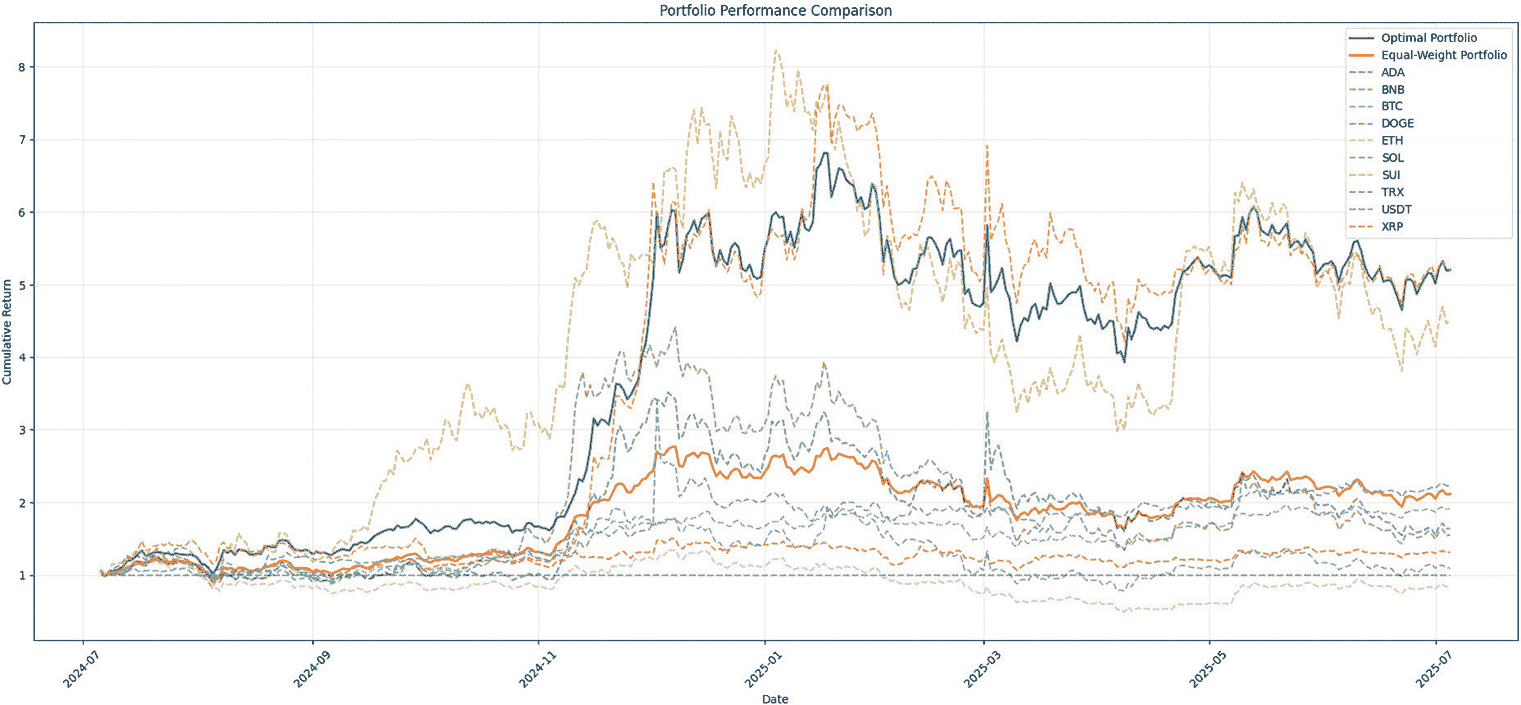 Portfolio Performance Comparison
Optimal Portfolio
Equal-Weight Portfolio
ADA
BNB
BTC
DOGE
ETH
SOL
SUI
TRX
USDT
XRP
Cumulative Return
8
7
6
5
4
3
2
1
2024-07
2024-09
2024-11
2025-01
2025-03
2025-05
2025-07
Date